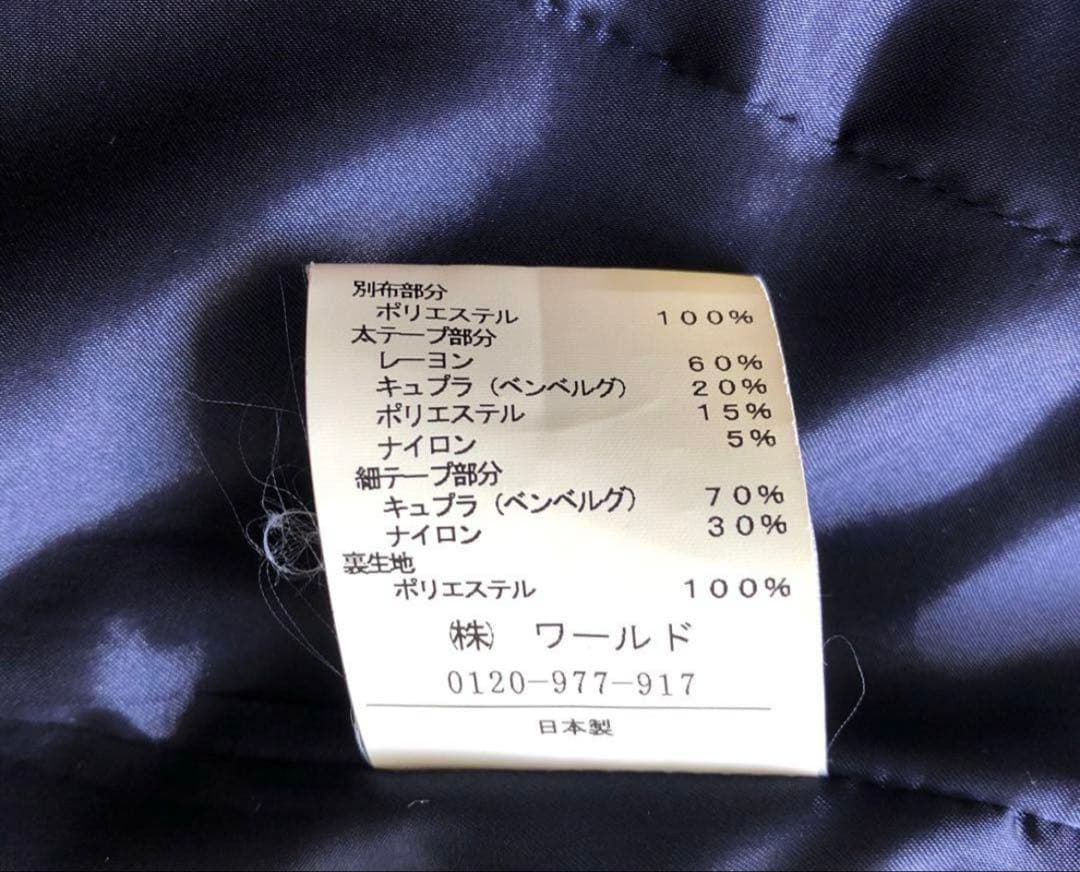 別布部分
ポリエステル 100%
太テープ部分
レーヨン 60%
キュプラ(ベンベルグ) 20%
ポリエステル 15%
ナイロン 5%
細テープ部分
キュプラ(ベンベルグ) 70%
ナイロン 30%
裏生地
ポリエステル 100%
㈱ ワールド
0120-977-917
日本製